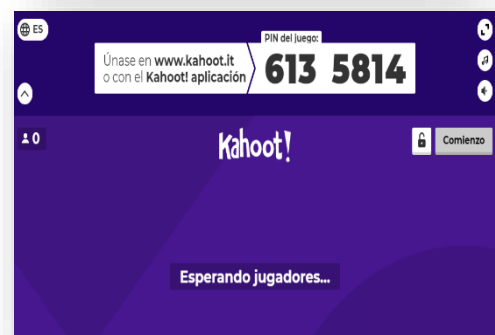 ES
PIN del juego:
Únase en www.kahoot.it
o con el Kahoot! aplicación
613 5814
0
Kahoot!
Comienzo
Esperando jugadores...